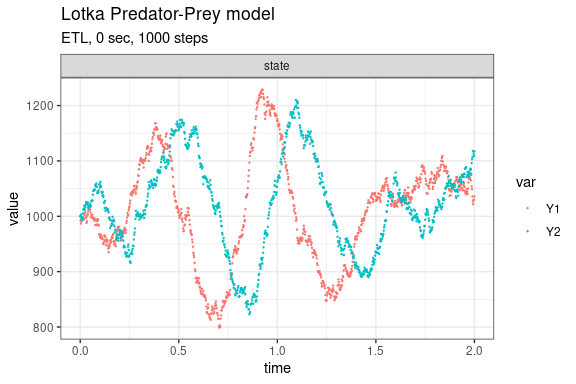 Lotka Predator-Prey model
ETL, 0 sec, 1000 steps
state
value
1200
1100
1000
900
800
0.0 0.5 1.0 1.5 2.0
time
var
Y1
Y2